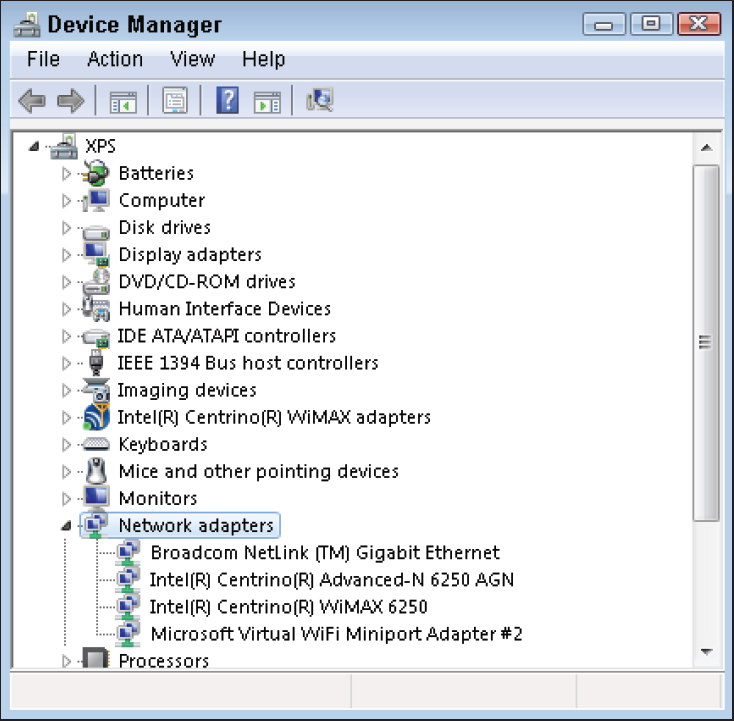 Device Manager
File Action View Help
XPS
Batteries
Computer
Disk drives
Display adapters
DVD/CD-ROM drives
Human Interface Devices
IDE ATA/ATAPI controllers
IEEE 1394 Bus host controllers
Imaging devices
Intel(R) Centrino(R) WiMAX adapters
Keyboards
Mice and other pointing devices
Monitors
Network adapters
Broadcom NetLink (TM) Gigabit Ethernet
Intel(R) Centrino(R) Advanced-N 6250 AGN
Intel(R) Centrino(R) WiMAX 6250
Microsoft Virtual WiFi Miniport Adapter #2
Processors